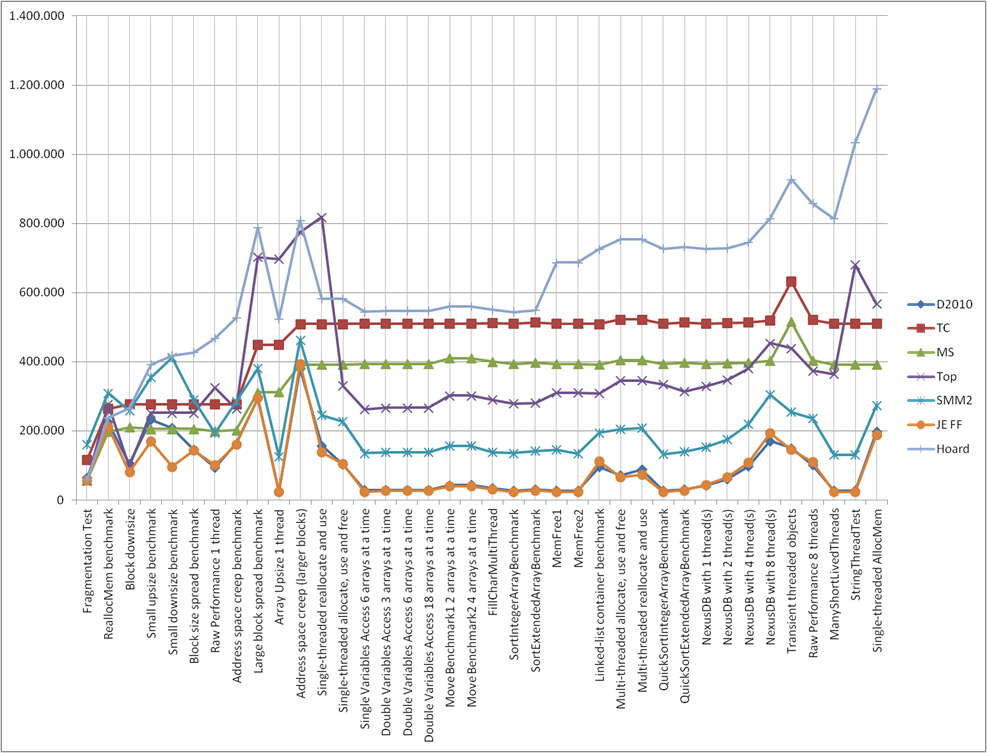 1.400.000
1.200.000
1.000.000
800.000
600.000
400.000
200.000
0
Fragmentation Test
ReallocMem benchmark
Block downsize
Small upsize benchmark
Small downsize benchmark
Block size spread benchmark
Raw Performance 1 thread
Address space creep benchmark
Large block spread benchmark
Array Upsize 1 thread
Address space creep (larger blocks)
Single-threaded reallocate and use
Single-threaded allocate, use and free
Single Variables Access 6 arrays at a time
Double Variables Access 3 arrays at a time
Double Variables Access 6 arrays at a time
Double Variables Access 18 arrays at a time
Move Benchmark1 2 arrays at a time
Move Benchmark2 4 arrays at a time
FillCharMultiThread
SortIntegerArrayBenchmark
SortExtendedArrayBenchmark
MemFree1
MemFree2
Linked-list container benchmark
Multi-threaded allocate, use and free
Multi-threaded reallocate and use
QuickSortIntegerArrayBenchmark
QuickSortExtendedArrayBenchmark
NexusDB with 1 thread(s)
NexusDB with 2 thread(s)
NexusDB with 4 thread(s)
NexusDB with 8 thread(s)
Transient threaded objects
Raw Performance 8 threads
ManyShortLivedThreads
StringThreadTest
Single-threaded AllocMem
D2010
TC
MS
Top
SMM2
JE FF
Hoard